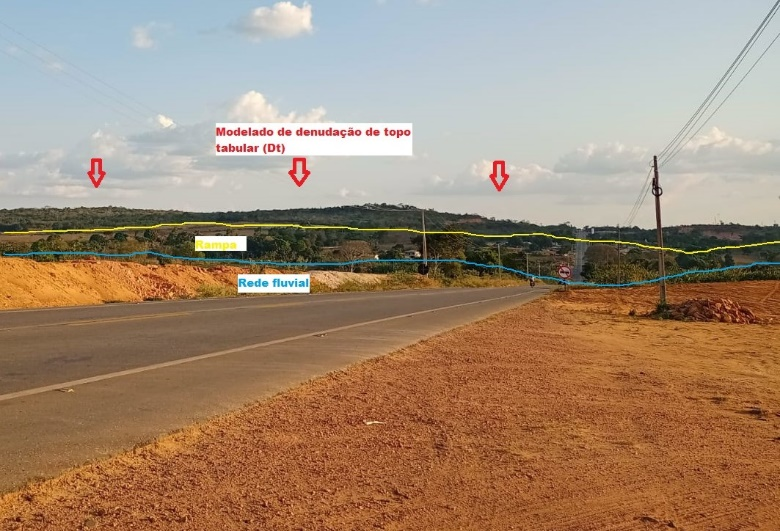 Modelado de denudação de topo
tabular (Dt)
Rampa
Rede fluvial